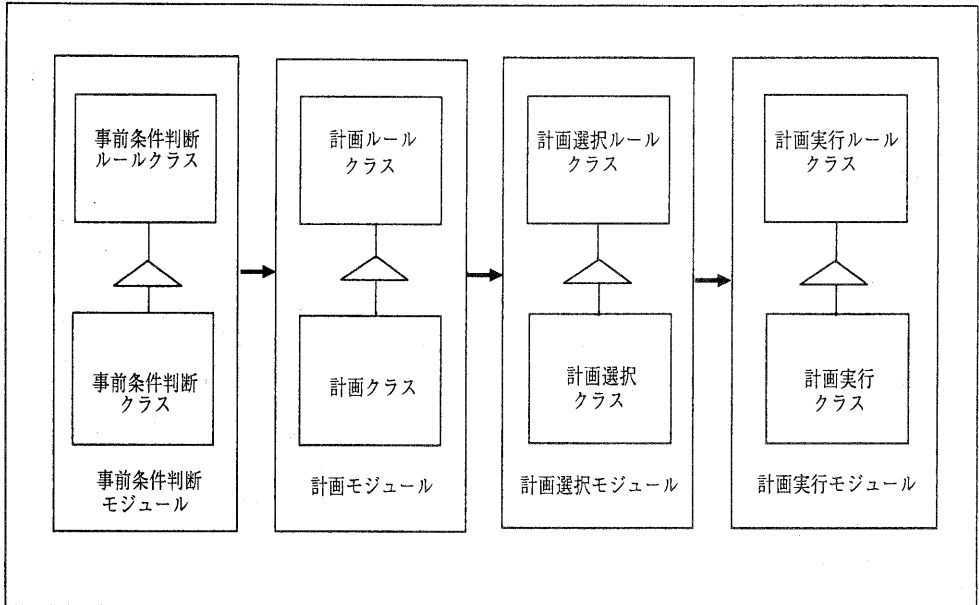 事前条件判断
ルールクラス
事前条件判断
クラス
事前条件判断
モジュール
計画ルール
クラス
計画クラス
計画モジュール
計画選択ルール
クラス
計画選択
クラス
計画選択モジュール
計画実行ルール
クラス
計画実行
クラス
計画実行モジュール